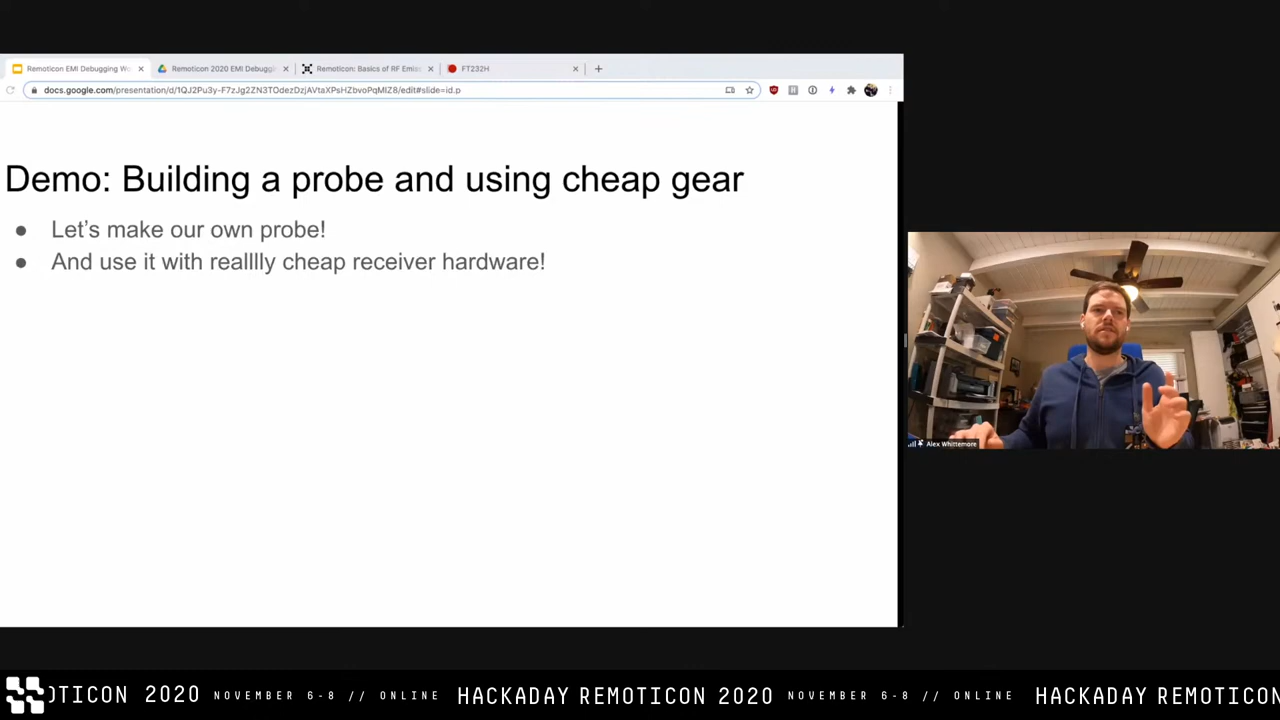 Remoticon EMI Debugging Wo
Remoticon 2020 EMI Debuggi
Remoticon: Basics of RF Emis
FT232H
docs.google.com/presentation/d/1QJ2Pu3y-F7zJg2ZN3TOdezDzjAVtaXPsHZbvoPqMIZ8/edit#slide=id.p
Demo: Building a probe and using cheap gear
● Let’s make our own probe!
● And use it with realllly cheap receiver hardware!
Alex Whittemore
OTICON 2020 NOVEMBER 6-8 // ONLINE HACKADAY REMOTICON 2020 NOVEMBER 6-8 // ONLINE HACKADAY REMOTICON